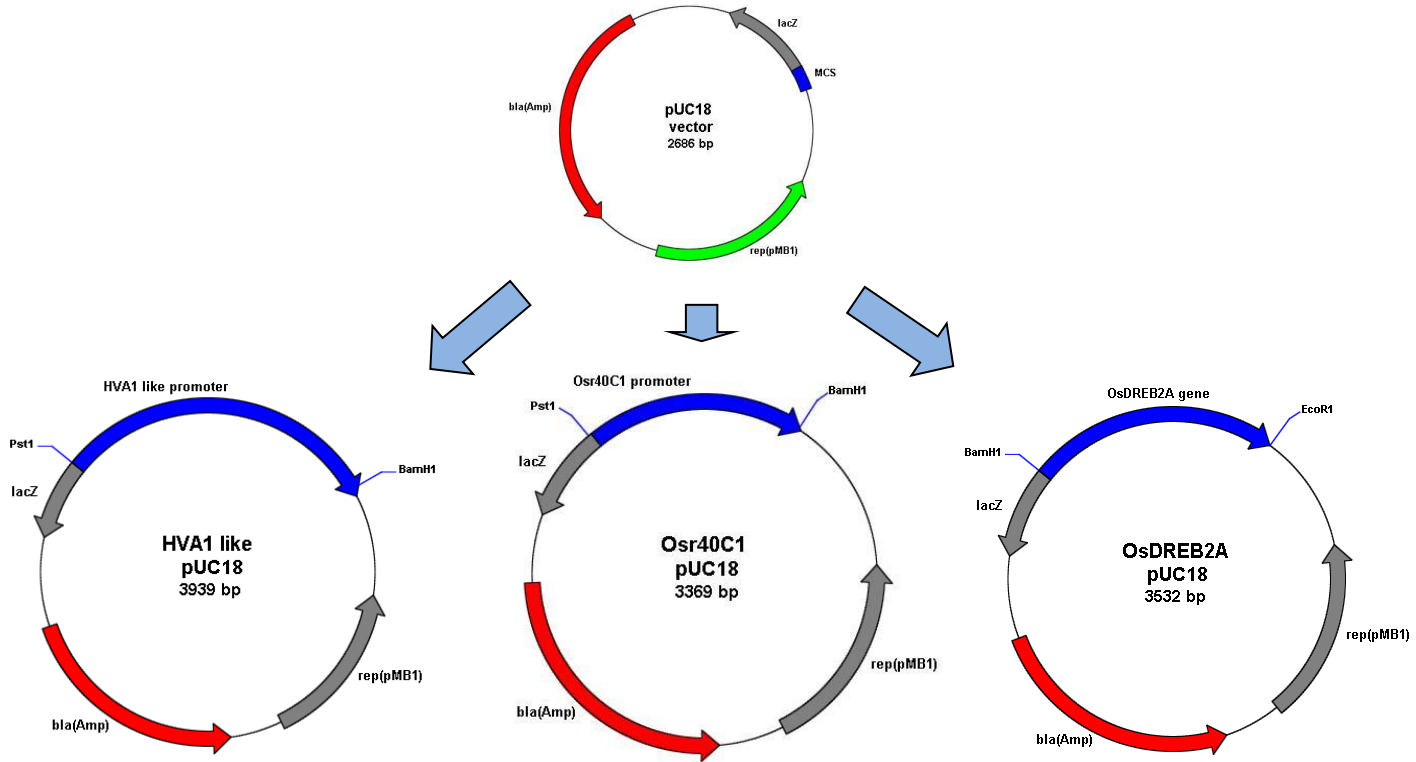 lacZ
MCS
bla(Amp)
pUC18
vector
2686 bp
rep(pMB1)
HVA1 like promoter
Pst1
BamH1
lacZ
HVA1 like
pUC18
3939 bp
rep(pMB1)
bla(Amp)
Osr40C1 promoter
Pst1
BamH1
lacZ
Osr40C1
pUC18
3369 bp
rep(pMB1)
bla(Amp)
OsDREB2A gene
EcoR1
BamH1
lacZ
OsDREB2A
pUC18
3532 bp
rep(pMB1)
bla(Amp)